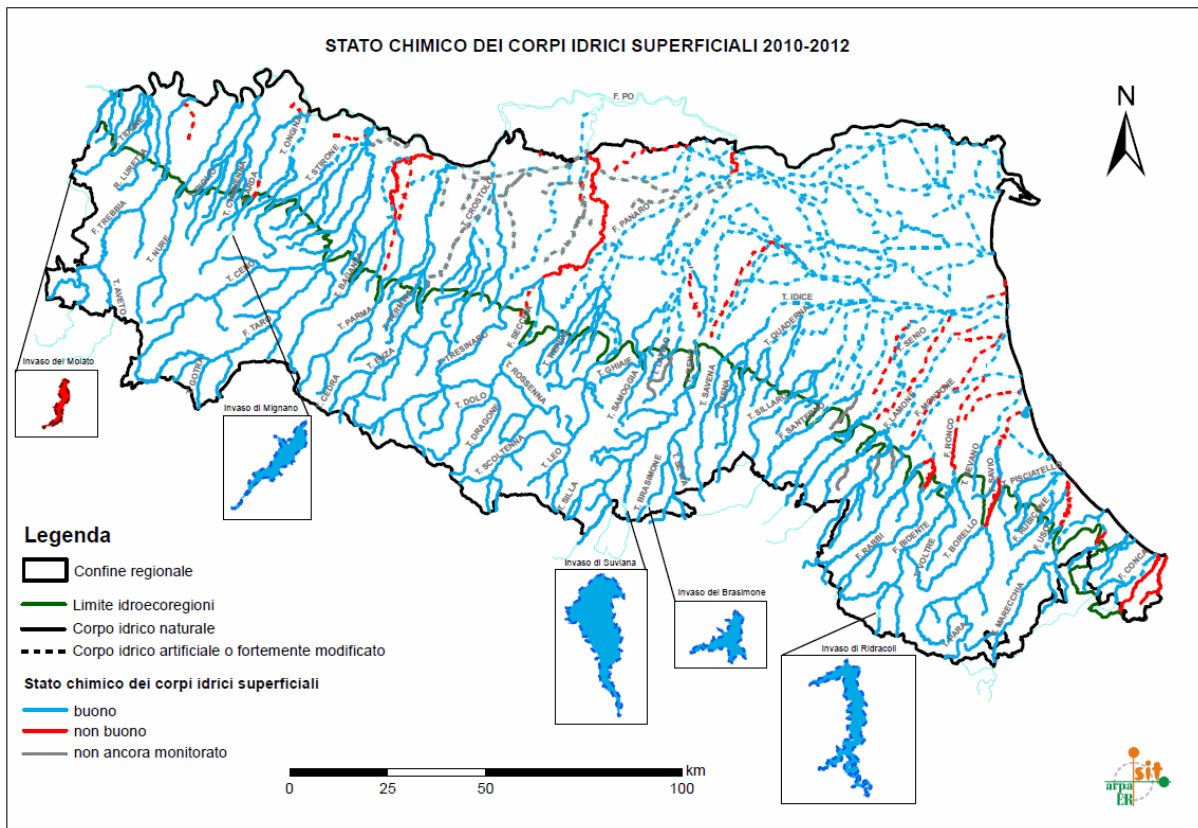 STATO CHIMICO DEI CORPI IDRICI SUPERFICIALI 2010-2012
N
F. PO
T. TIDONE
R. LURETTA
F. TREBBIA
T. NURE
T. AVETO
T. ONGINA
T. STIRONE
T. CENO
F. TARO
T. BAGANZA
T. PARMA
T. ENZA
T. CEDRA
T. CROSTOLO
T. TRESINARO
F. SECCHIA
F. PANARO
T. DOLO
T. DRAGONE
T. ROSSENNA
T. SCOLTENNA
T. LEO
T. SILLA
T. GHIAIE
T. SAMOGGIA
T. SAVENA
T. BRASIMONE
T. IDICE
T. QUADERNA
T. SILLARO
F. SANTERNO
F. SENIO
F. LAMONE
F. MONTONE
F. RONCO
T. BEVANO
F. SAVIO
T. PISCIATELLO
F. RUBICONE
F. USO
F. RABBI
F. BIDENTE
T. VOLTRE
T. BORELLO
F. MARECCHIA
F. CONCA
Invaso del Molato
Invaso di Mignano
Invaso di Suviana
Invaso del Brasimone
Invaso di Ridracoli
Legenda
Confine regionale
Limite idroecoregioni
Corpo idrico naturale
Corpo idrico artificiale o fortemente modificato
Stato chimico dei corpi idrici superficiali
buono
non buono
non ancora monitorato
km
0 25 50 100
sit
arpa
ER